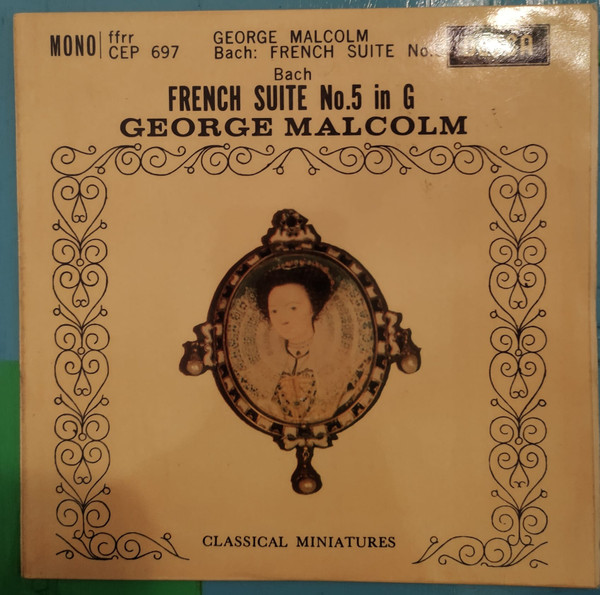 MONO ffrr GEORGE MALCOLM
CEP 697 Bach: FRENCH SUITE No.
Bach
FRENCH SUITE No.5 in G
GEORGE MALCOLM
CLASSICAL MINIATURES